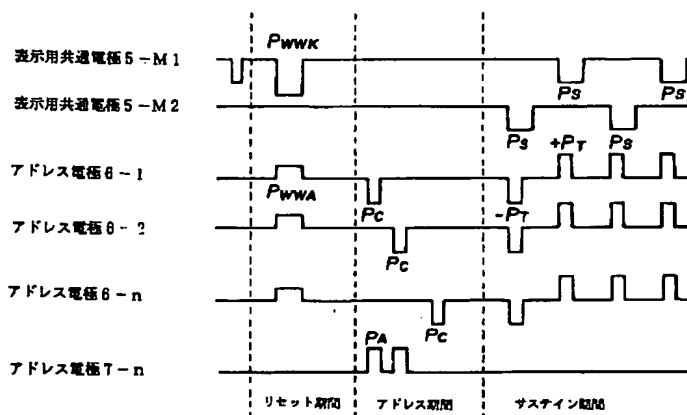 PWWK
表示用共通電極5-M1
PS PS
表示用共通電極5-M2
PS +PT PS
アドレス電極6-1
PWWA PC -PT
アドレス電極6-2
PC
アドレス電極6-n
PC
PA
アドレス電極7-n
リセット期間 アドレス期間 サステイン期間